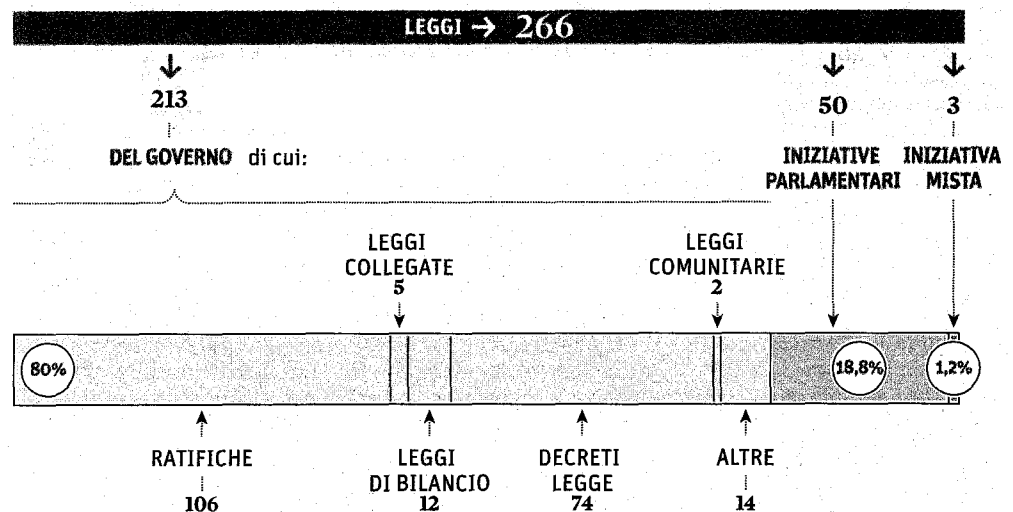 LEGGI → 266
213
50
3
DEL GOVERNO di cui:
INIZIATIVE
PARLAMENTARI
INIZIATIVA
MISTA
LEGGI
COLLEGATE
5
LEGGI
COMUNITARIE
2
80%
18,8%
1,2%
RATIFICHE
106
LEGGI
DI BILANCIO
12
DECRETI
LEGGE
74
ALTRE
14